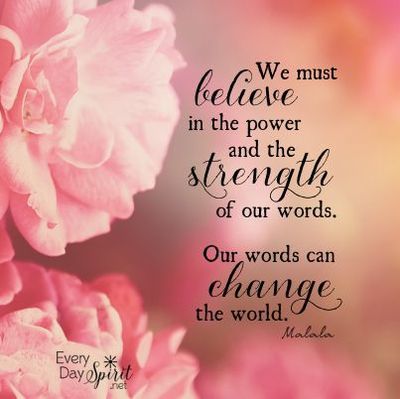 We must
believe
in the power
and the
strength
of our words.
Our words can
change
the world.
Malala
EVERY
DAY Spirit
.net